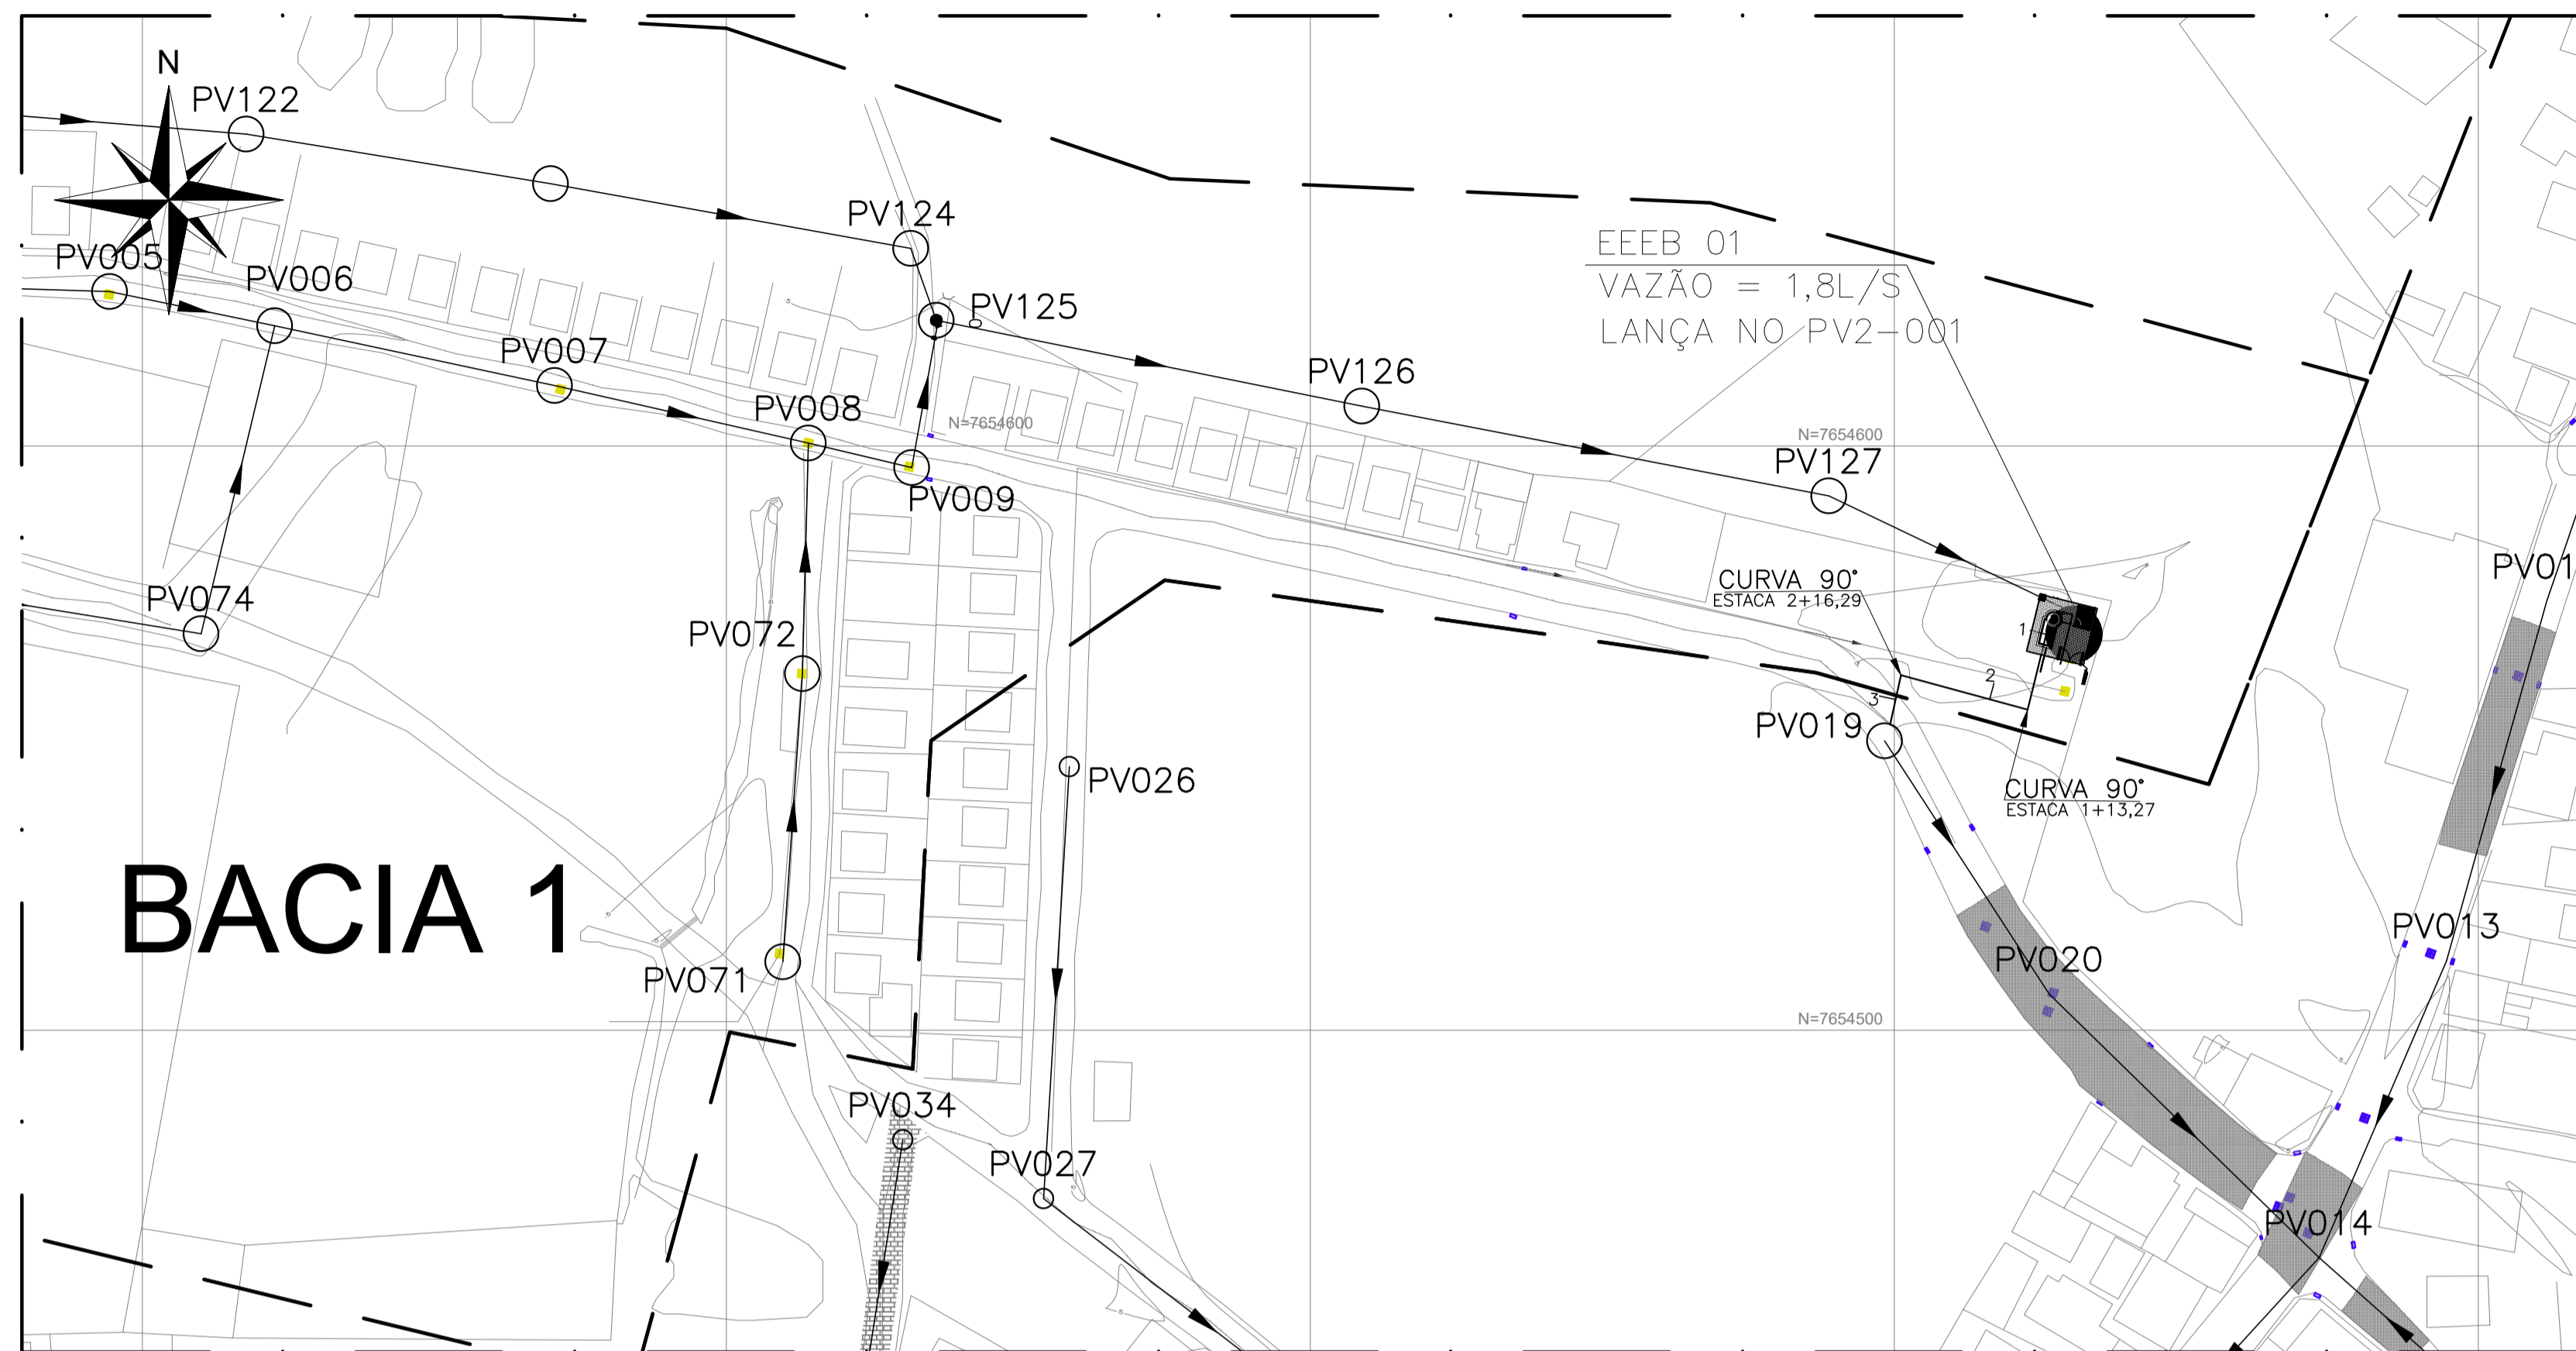 N
PV122
PV124
EEEB 01
VAZÃO = 1,8L/S
LANÇA NO PV2-001
PV005
PV006
PV125
PV007
PV126
PV008
N=7654600
N=7654600
PV127
PV009
PV01
CURVA 90°
ESTACA 2+16,29
PV074
PV072
1
2
3
PV019
PV026
CURVA 90°
ESTACA 1+13,27
BACIA 1
PV071
PV013
PV020
N=7654500
PV034
PV027
PV014